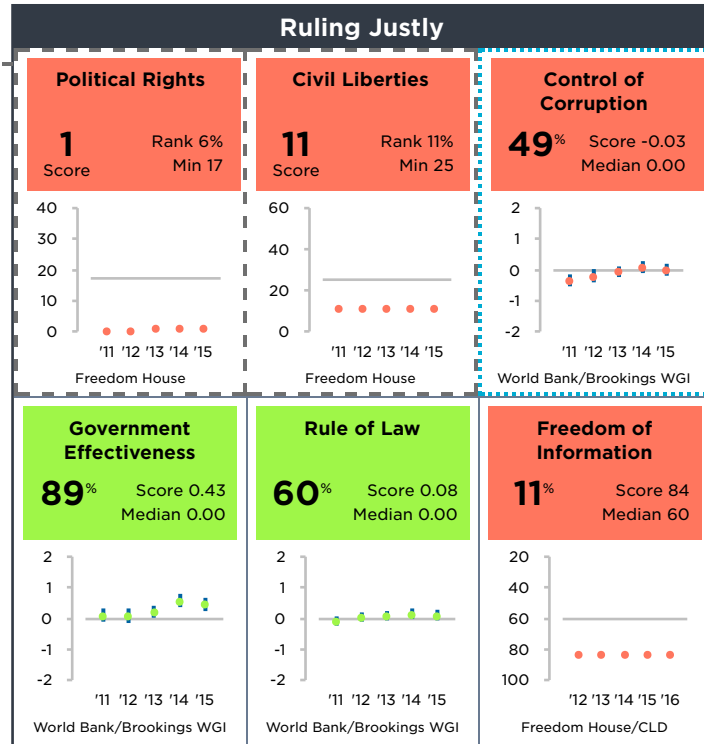 Ruling Justly
Political Rights
1
Score
Rank 6%
Min 17
40
30
20
10
0
'11 '12 '13 '14 '15
Freedom House
Civil Liberties
11
Score
Rank 11%
Min 25
60
40
20
0
'11 '12 '13 '14 '15
Freedom House
Control of
Corruption
49%
Score -0.03
Median 0.00
2
1
0
-1
-2
'11 '12 '13 '14 '15
World Bank/Brookings WGI
Government
Effectiveness
89%
Score 0.43
Median 0.00
2
1
0
-1
-2
'11 '12 '13 '14 '15
World Bank/Brookings WGI
Rule of Law
60%
Score 0.08
Median 0.00
2
1
0
-1
-2
'11 '12 '13 '14 '15
World Bank/Brookings WGI
Freedom of
Information
11%
Score 84
Median 60
20
40
60
80
100
'12 '13 '14 '15 '16
Freedom House/CLD